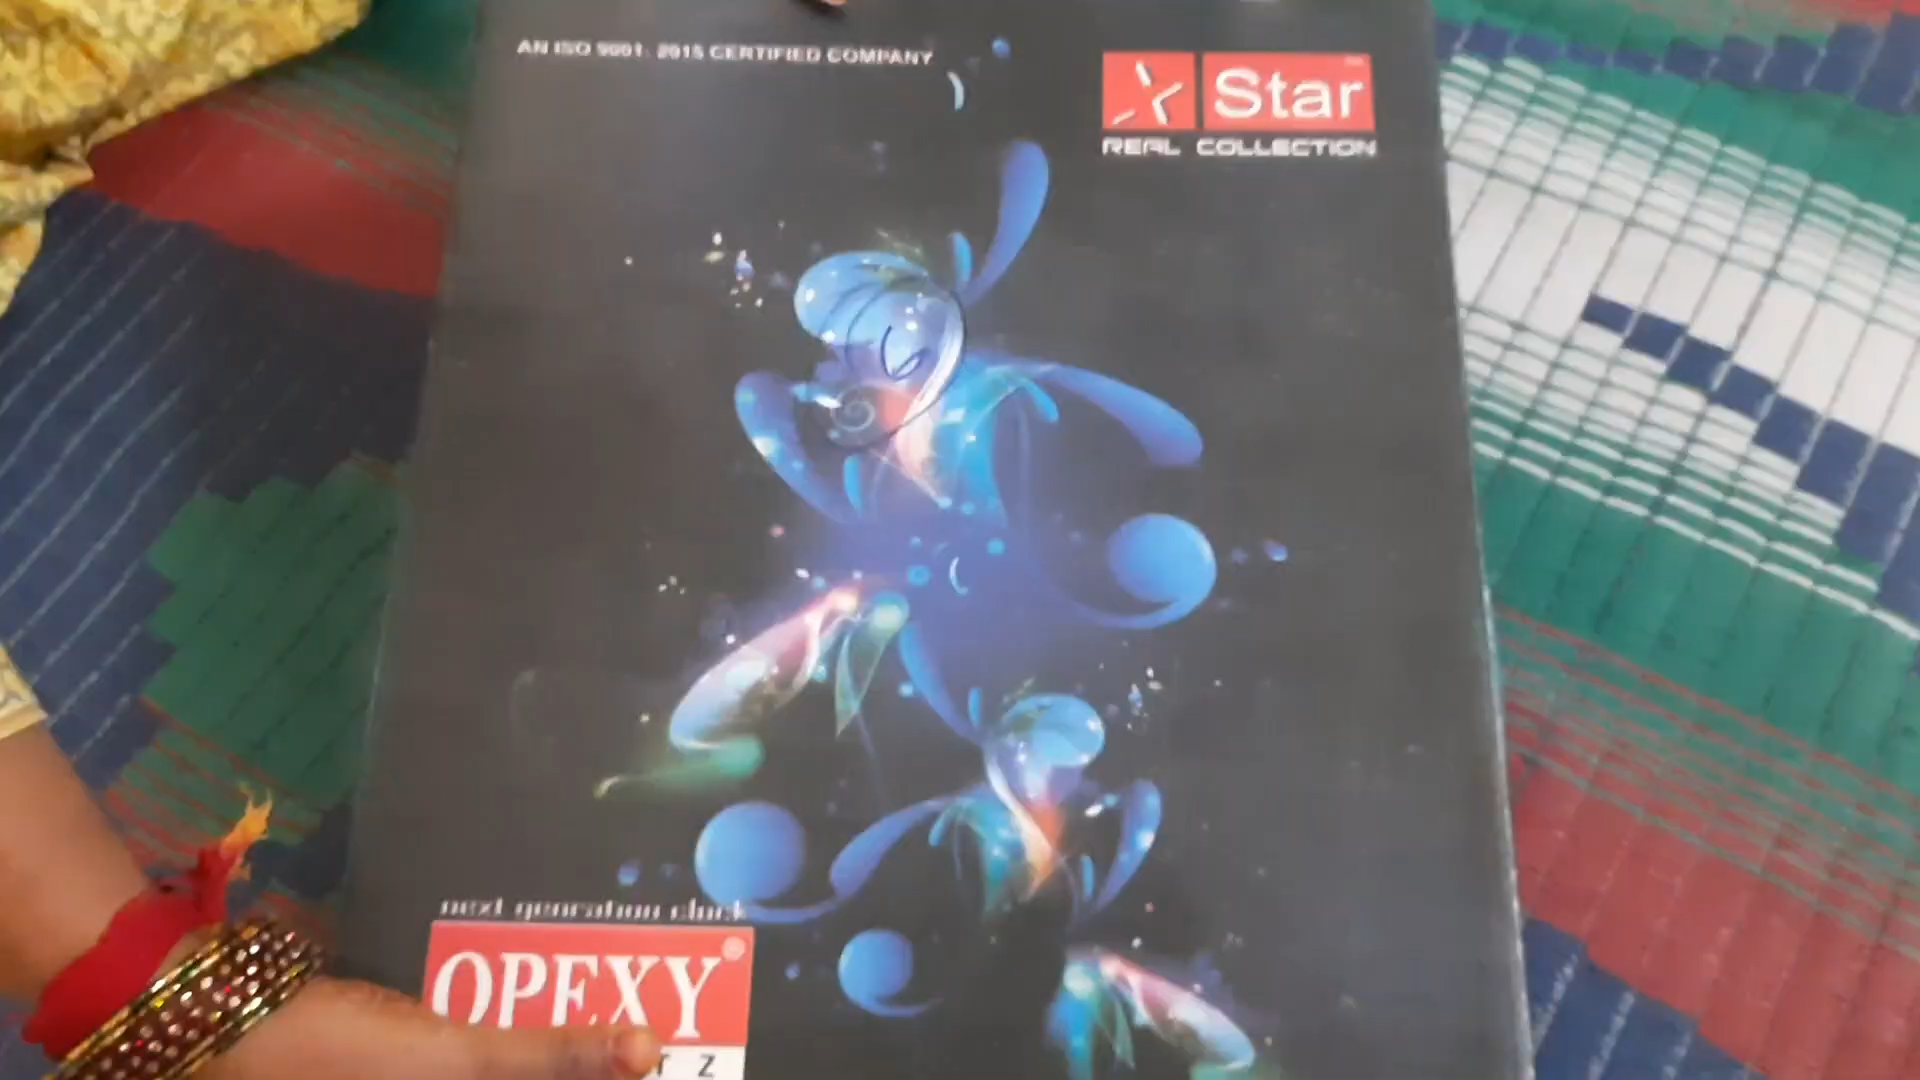 AN ISO 9001: 2015 CERTIFIED COMPANY
Star
REAL COLLECTION
next generation clock
OPEXY®
T Z